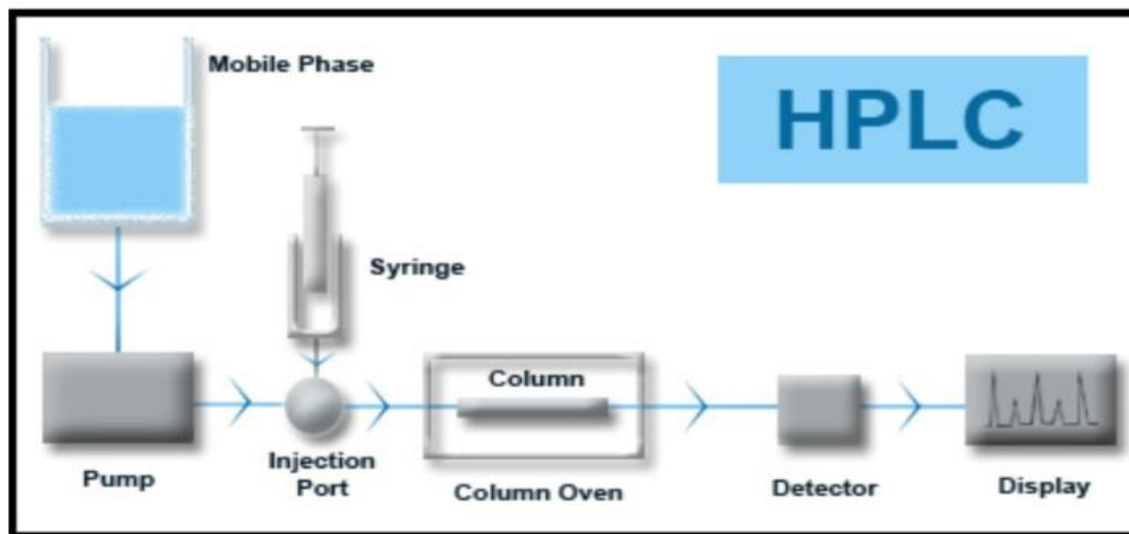 Mobile Phase
HPLC
Syringe
Column
Pump
Injection
Port
Column Oven
Detector
Display